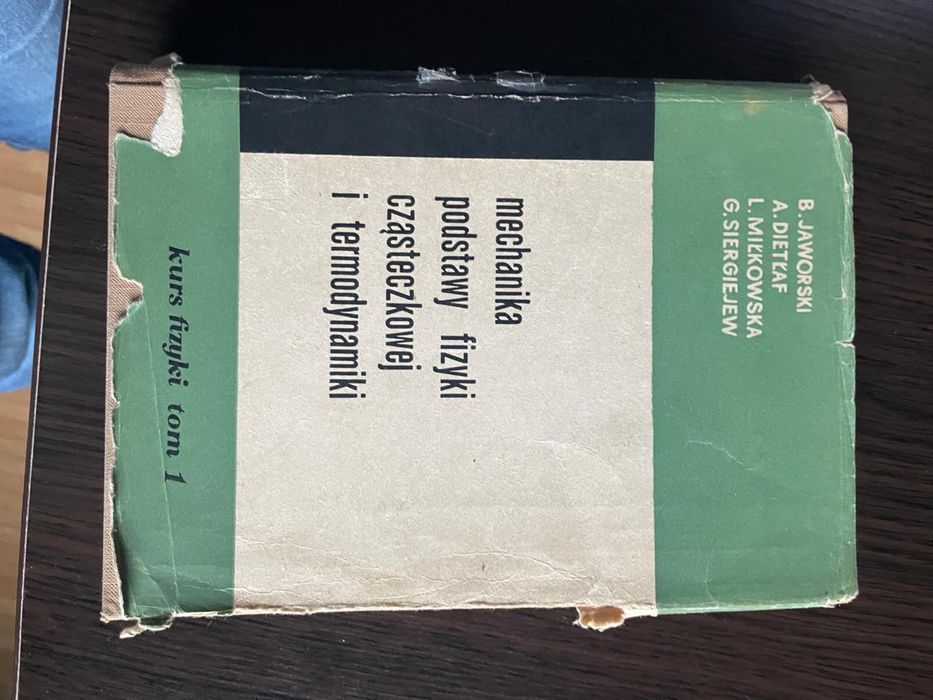 B. JAWORSKI
A. DIETŁAF
L. MIŁKOWSKA
G. SIERGIEJEW
mechanika
podstawy fizyki
cząsteczkowej
i termodynamiki
kurs fizyki tom 1